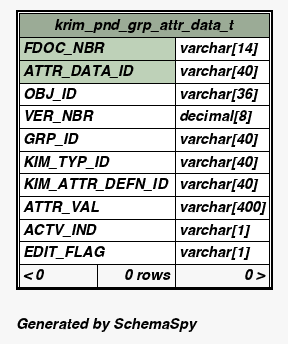 krim_pnd_grp_attr_data_t
FDOC_NBR varchar[14]
ATTR_DATA_ID varchar[40]
OBJ_ID varchar[36]
VER_NBR decimal[8]
GRP_ID varchar[40]
KIM_TYP_ID varchar[40]
KIM_ATTR_DEFN_ID varchar[40]
ATTR_VAL varchar[400]
ACTV_IND varchar[1]
EDIT_FLAG varchar[1]
< 0 0 rows 0 >
Generated by SchemaSpy